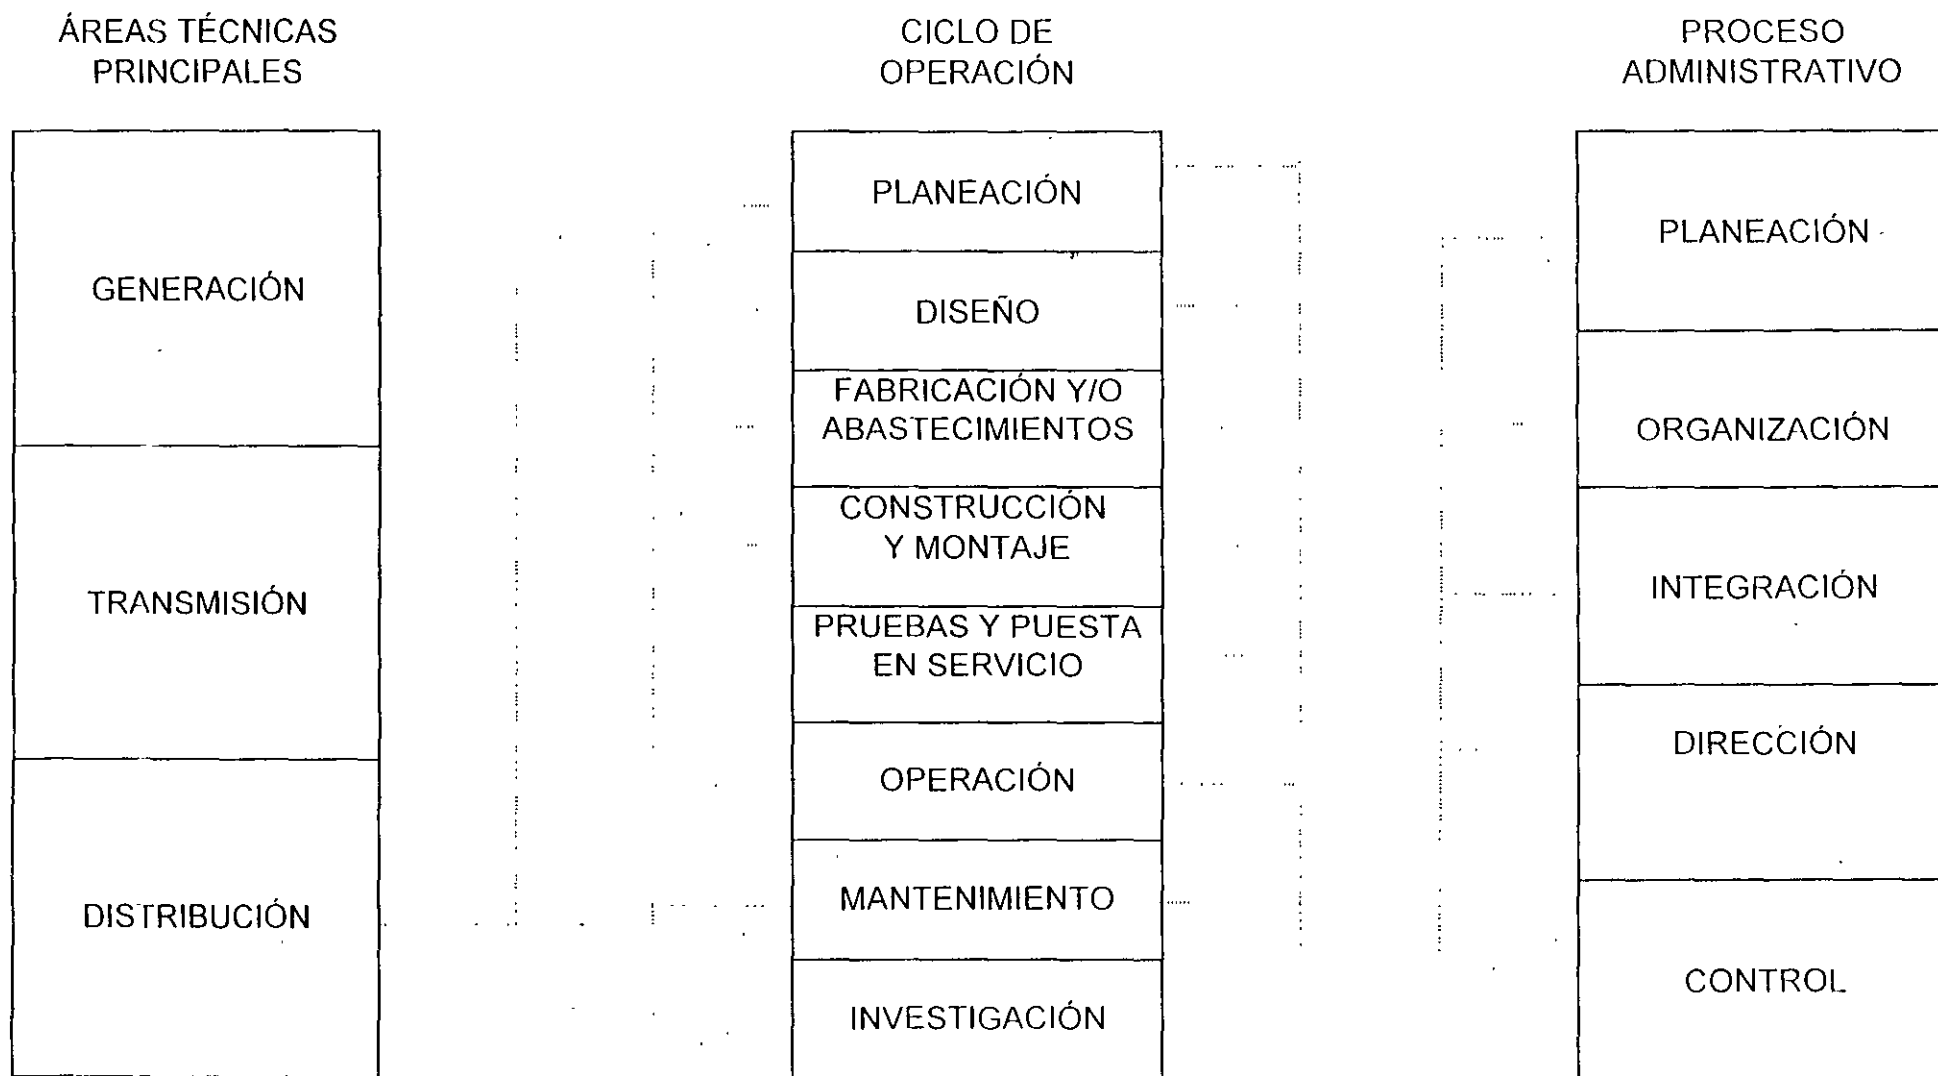 ÁREAS TÉCNICAS
PRINCIPALES
GENERACIÓN
TRANSMISIÓN
DISTRIBUCIÓN
CICLO DE
OPERACIÓN
PLANEACIÓN
DISEÑO
FABRICACIÓN Y/O
ABASTECIMIENTOS
CONSTRUCCIÓN
Y MONTAJE
PRUEBAS Y PUESTA
EN SERVICIO
OPERACIÓN
MANTENIMIENTO
INVESTIGACIÓN
PROCESO
ADMINISTRATIVO
PLANEACIÓN
ORGANIZACIÓN
INTEGRACIÓN
DIRECCIÓN
CONTROL